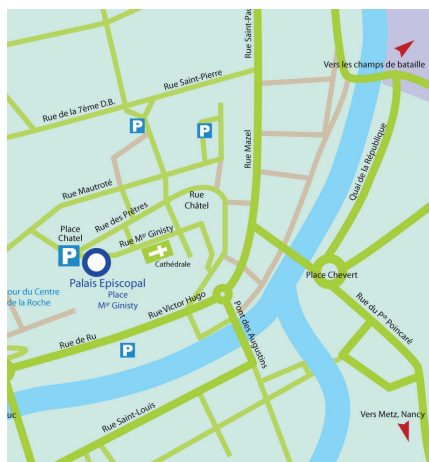 Rue Saint-Pau
Vers les champs de bataille
Rue Saint-Pierre
Rue de la 7ème D.B.
P
P
Rue Mazel
Quai de la République
Rue Mautroté
Rue
Châtel
Rue des Prêtres
Place
Chatel
Rue Mgr Ginisty
P
Cathédrale
Place Chevert
Palais Episcopal
Place
Mgr Ginisty
our du Centre
de la Roche
Rue Victor Hugo
Pont des Augustins
Rue du Pdt Poincaré
Rue de Ru
P
uc
Rue Saint-Louis
Vers Metz, Nancy